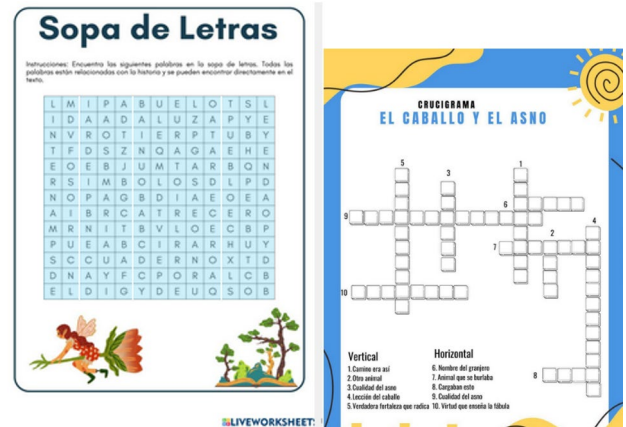 Sopa de Letras
Instrucciones: Encuentra las siguientes palabras en la sopa de letras. Todas las
palabras están relacionadas con la historia y se pueden encontrar directamente en el
texto.
L M I P A B U E L O T S L
I D A A D A L U Z A P Y E
N V R O T I E R P T U B Y
T F D S Z N Q A G A E H E
E O E B J U M T A R B Q N
R S I M B O L O S D L P D
N O P A G B D I A E O E A
A I B R C A T R E C E R O
M R N I T B V L O E C B P
P U E A B C I R A R H U Y
S C C U A D E R N O X T D
D N A Y F C P O R A L C B
E L D I G Y D E U Q S O B
LIVEWORKSHEETS
CRUCIGRAMA
EL CABALLO Y EL ASNO
5
3
1
6
9
4
2
7
10
8
Vertical
1.Camino era así
2.Otro animal
3.Cualidad del asno
4.Lección del caballo
5.Verdadera fortaleza que radica
Horizontal
6. Nombre del granjero
7. Animal que se burlaba
8. Cargaban esto
9. Cualidad del asno
10. Virtud que enseña la fábula